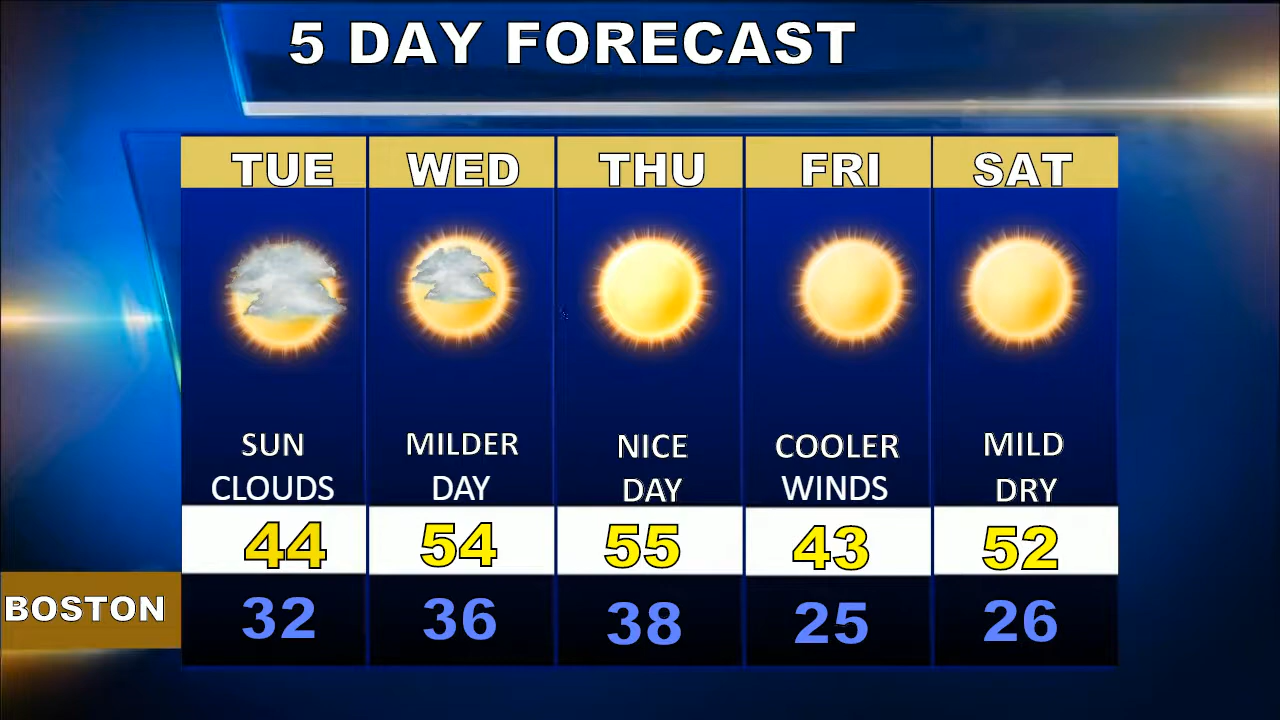 5 DAY FORECAST
TUE WED THU FRI SAT
SUN MILDER NICE COOLER MILD
CLOUDS DAY DAY WINDS DRY
44 54 55 43 52
BOSTON 32 36 38 25 26